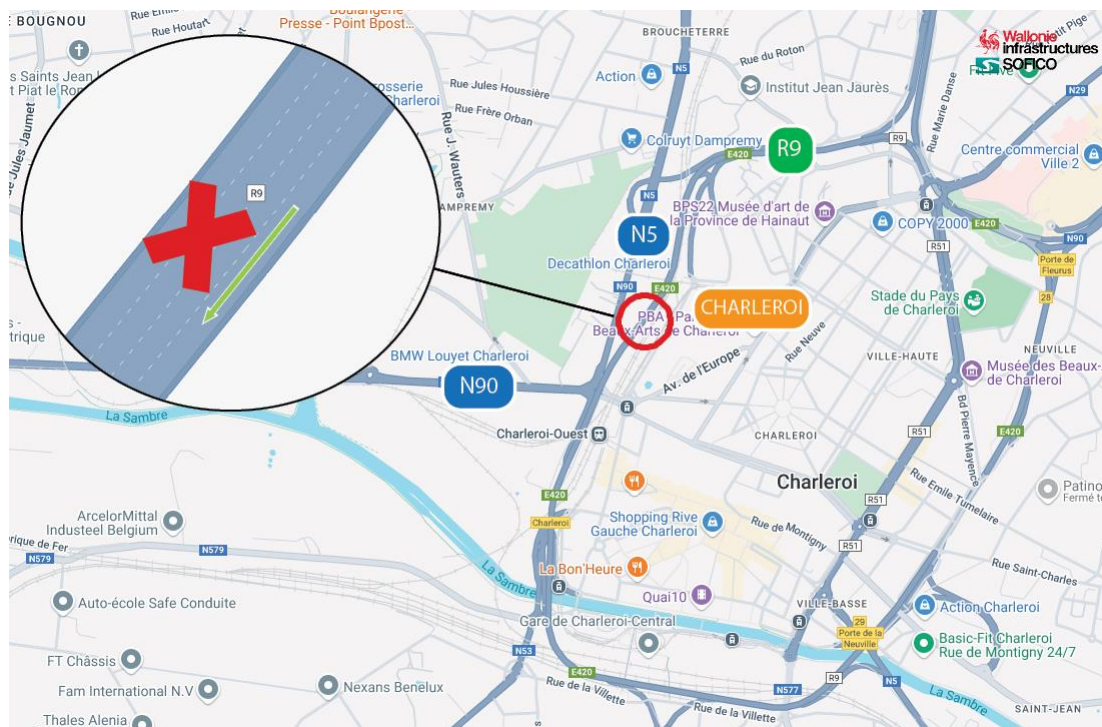 BOUGNOU
Boulangerie
Presse - Point Bpost...
Rue Houtart
BROUCHETERRE
Wallonie
infrastructures
SOFICO
N5
Rue du Roton
Action
Institut Jean Jaurès
Rue Jules Houssière
Rue Frère Orban
Rue J. Wauters
Rue Marie Danse
N29
Colruyt Dampremy
R9
Centre commercial
Ville 2
E420
R9
N5
BPS22 Musée d'art de
la Province de Hainaut
COPY 2000
E420
R51
N90
R9
N5
Decathlon Charleroi
Porte de
Fleurus
28
N90
E420
CHARLEROI
Stade du Pays
de Charleroi
Beaux-Arts de Charleroi
Rue Neuve
VILLE-HAUTE
NEUVILLE
BMW Louyet Charleroi
N90
Av. de l'Europe
Musée des Beaux-
de Charleroi
La Sambre
R51
Bd Pierre Mayence
E420
Charleroi-Ouest
CHARLEROI
Charleroi
Rue Emile Tumelaire
E420
Charleroi
R51
ArcelorMittal
Industeel Belgium
Shopping Rive
Gauche Charleroi
Rue de Montigny
R51
N579
N579
La Sambre
La Bon'Heure
Rue Saint-Charles
Auto-école Safe Conduite
Quai10
VILLE-BASSE
Action Charleroi
Gare de Charleroi-Central
29
Porte de la
Neuville
Basic-Fit Charleroi
Rue de Montigny 24/7
FT Châssis
N53
E420
Fam International N.V
Nexans Benelux
Rue de la Villette
N577
R9
N5
La Sambre
Rue de la Villette
SAINT-JEAN
Thales Alenia